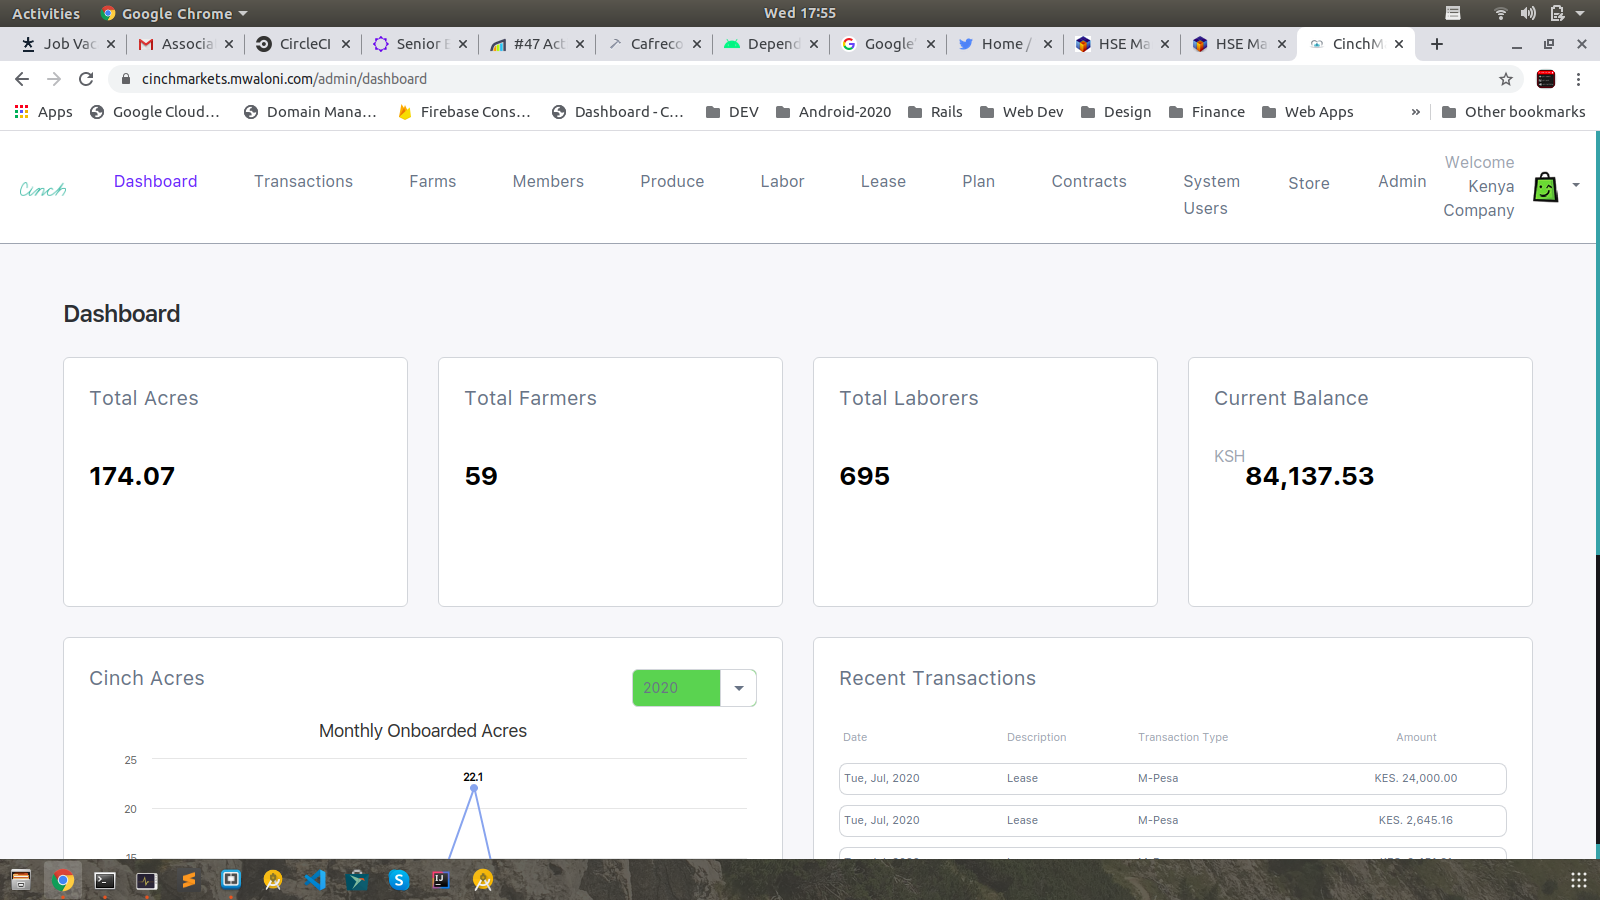 Activities Google Chrome Wed 17:55
Job Vac Associa CircleCI Senior E #47 Act Cafreco Depend Google' Home / HSE Ma HSE Ma CinchM
cinchmarkets.mwaloni.com/admin/dashboard
Apps Google Cloud... Domain Mana... Firebase Cons... Dashboard - C... DEV Android-2020 Rails Web Dev Design Finance Web Apps » Other bookmarks
Cinch Dashboard Transactions Farms Members Produce Labor Lease Plan Contracts System Users Store Admin Welcome Kenya Company
Dashboard
Total Acres
174.07
Total Farmers
59
Total Laborers
695
Current Balance
KSH 84,137.53
Cinch Acres
2020
Monthly Onboarded Acres
25
22.1
20
15
Recent Transactions
Date Description Transaction Type Amount
Tue, Jul, 2020 Lease M-Pesa KES. 24,000.00
Tue, Jul, 2020 Lease M-Pesa KES. 2,645.16